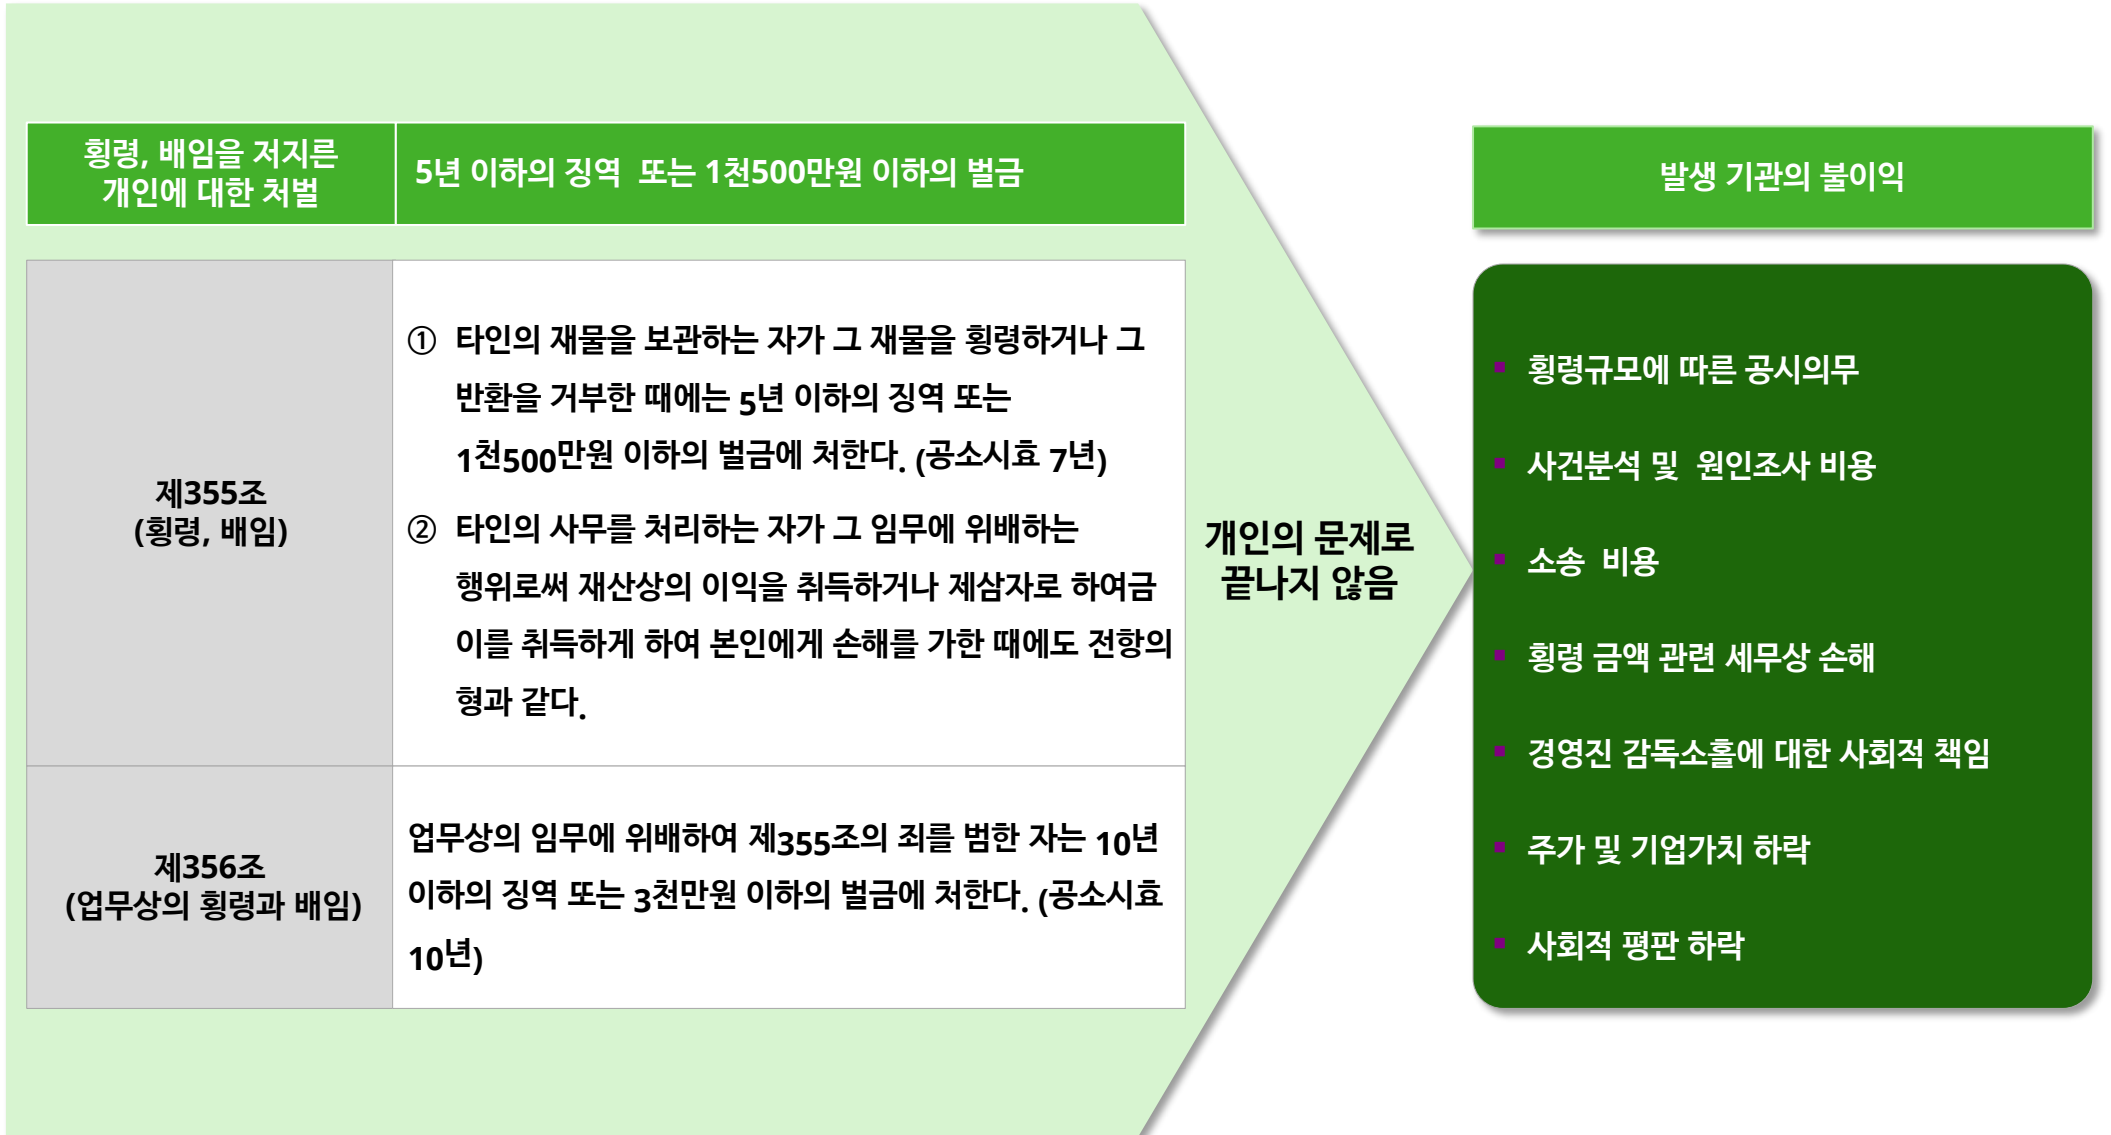 횡령, 배임을 저지른
개인에 대한 처벌
5년 이하의 징역 또는 1천500만원 이하의 벌금
제355조
(횡령, 배임)
① 타인의 재물을 보관하는 자가 그 재물을 횡령하거나 그
반환을 거부한 때에는 5년 이하의 징역 또는
1천500만원 이하의 벌금에 처한다. (공소시효 7년)
② 타인의 사무를 처리하는 자가 그 임무에 위배하는
행위로써 재산상의 이익을 취득하거나 제삼자로 하여금
이를 취득하게 하여 본인에게 손해를 가한 때에도 전항의
형과 같다.
제356조
(업무상의 횡령과 배임)
업무상의 임무에 위배하여 제355조의 죄를 범한 자는 10년
이하의 징역 또는 3천만원 이하의 벌금에 처한다. (공소시효
10년)
개인의 문제로
끝나지 않음
발생 기관의 불이익
▪ 횡령규모에 따른 공시의무
▪ 사건분석 및 원인조사 비용
▪ 소송 비용
▪ 횡령 금액 관련 세무상 손해
▪ 경영진 감독소홀에 대한 사회적 책임
▪ 주가 및 기업가치 하락
▪ 사회적 평판 하락